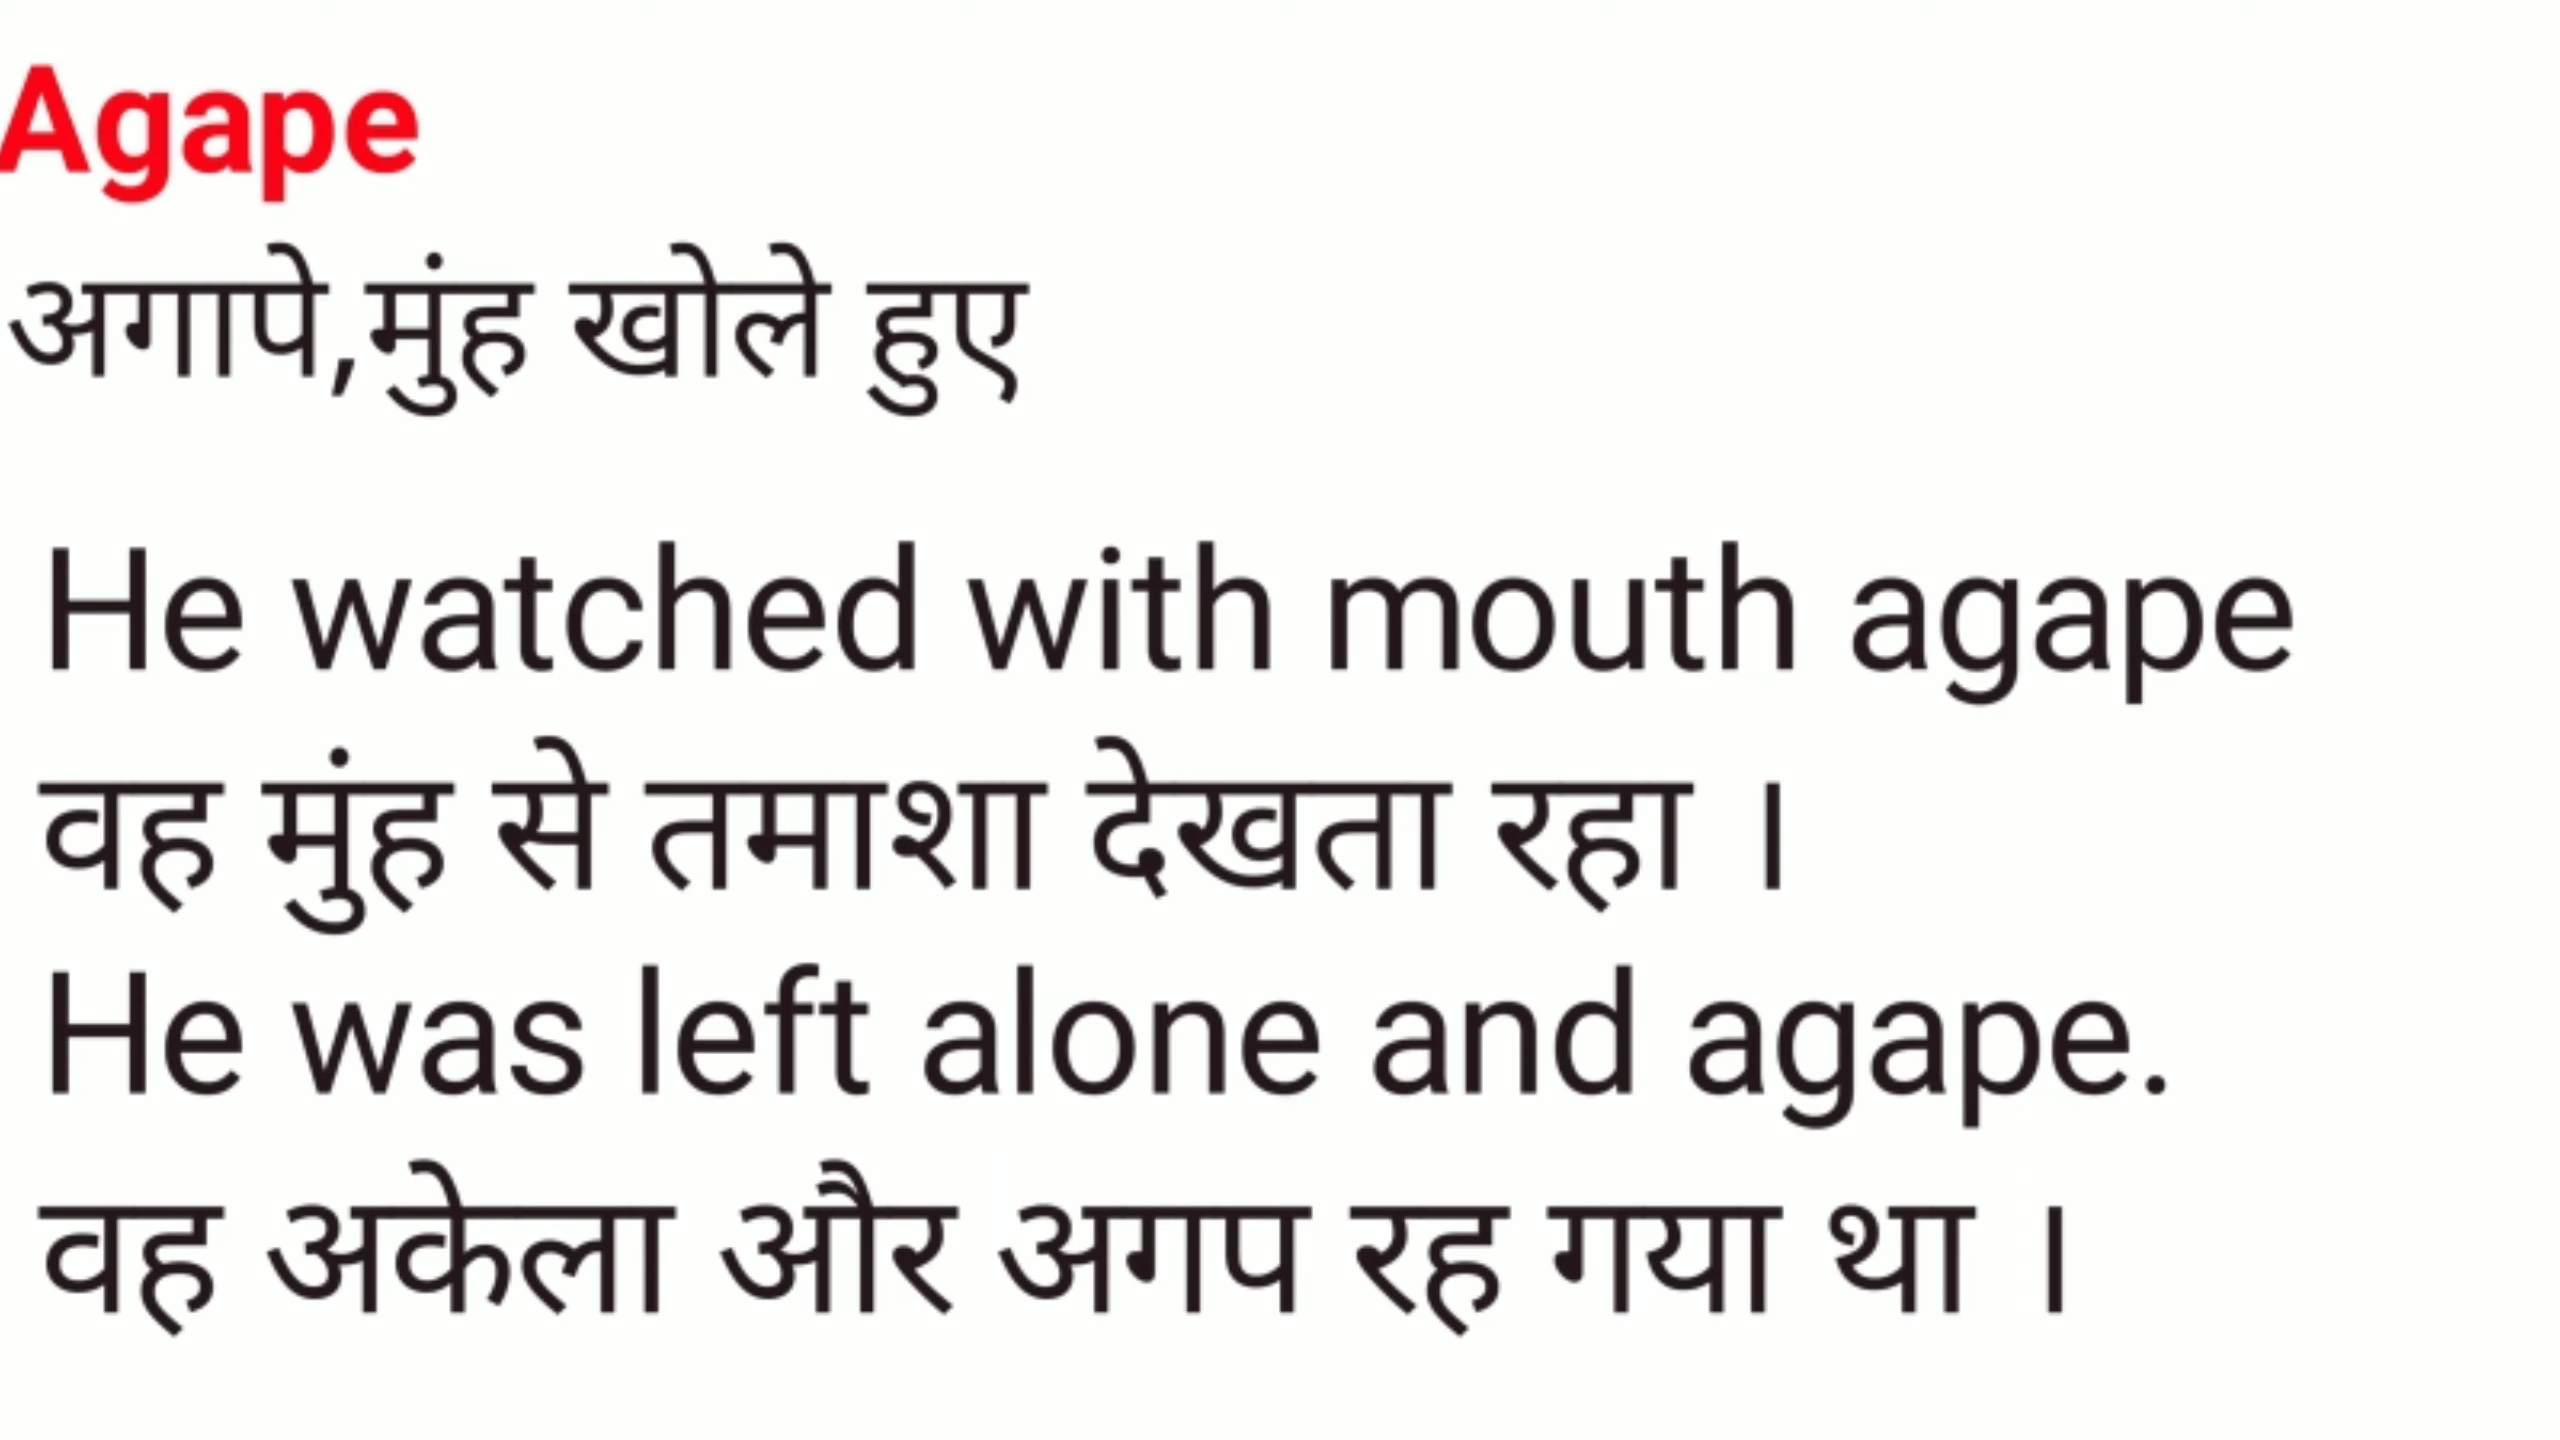 Agape
अगापे,मुंह खोले हुए
He watched with mouth agape
वह मुंह से तमाशा देखता रहा ।
He was left alone and agape.
वह अकेला और अगप रह गया था ।